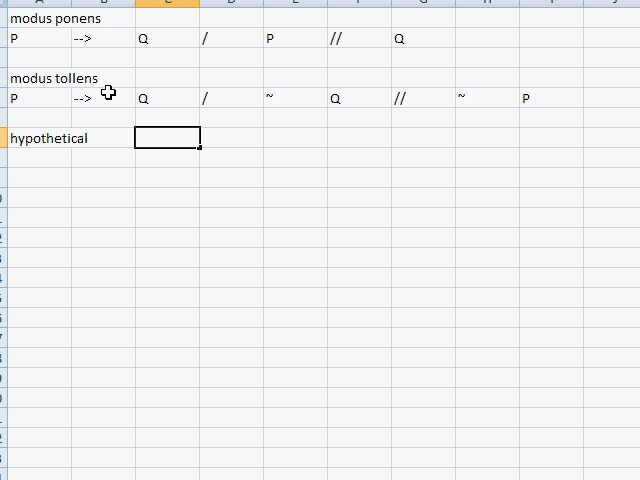 modus ponens
P --> Q / P // Q
modus tollens
P --> Q / ~ Q // ~ P
hypothetical